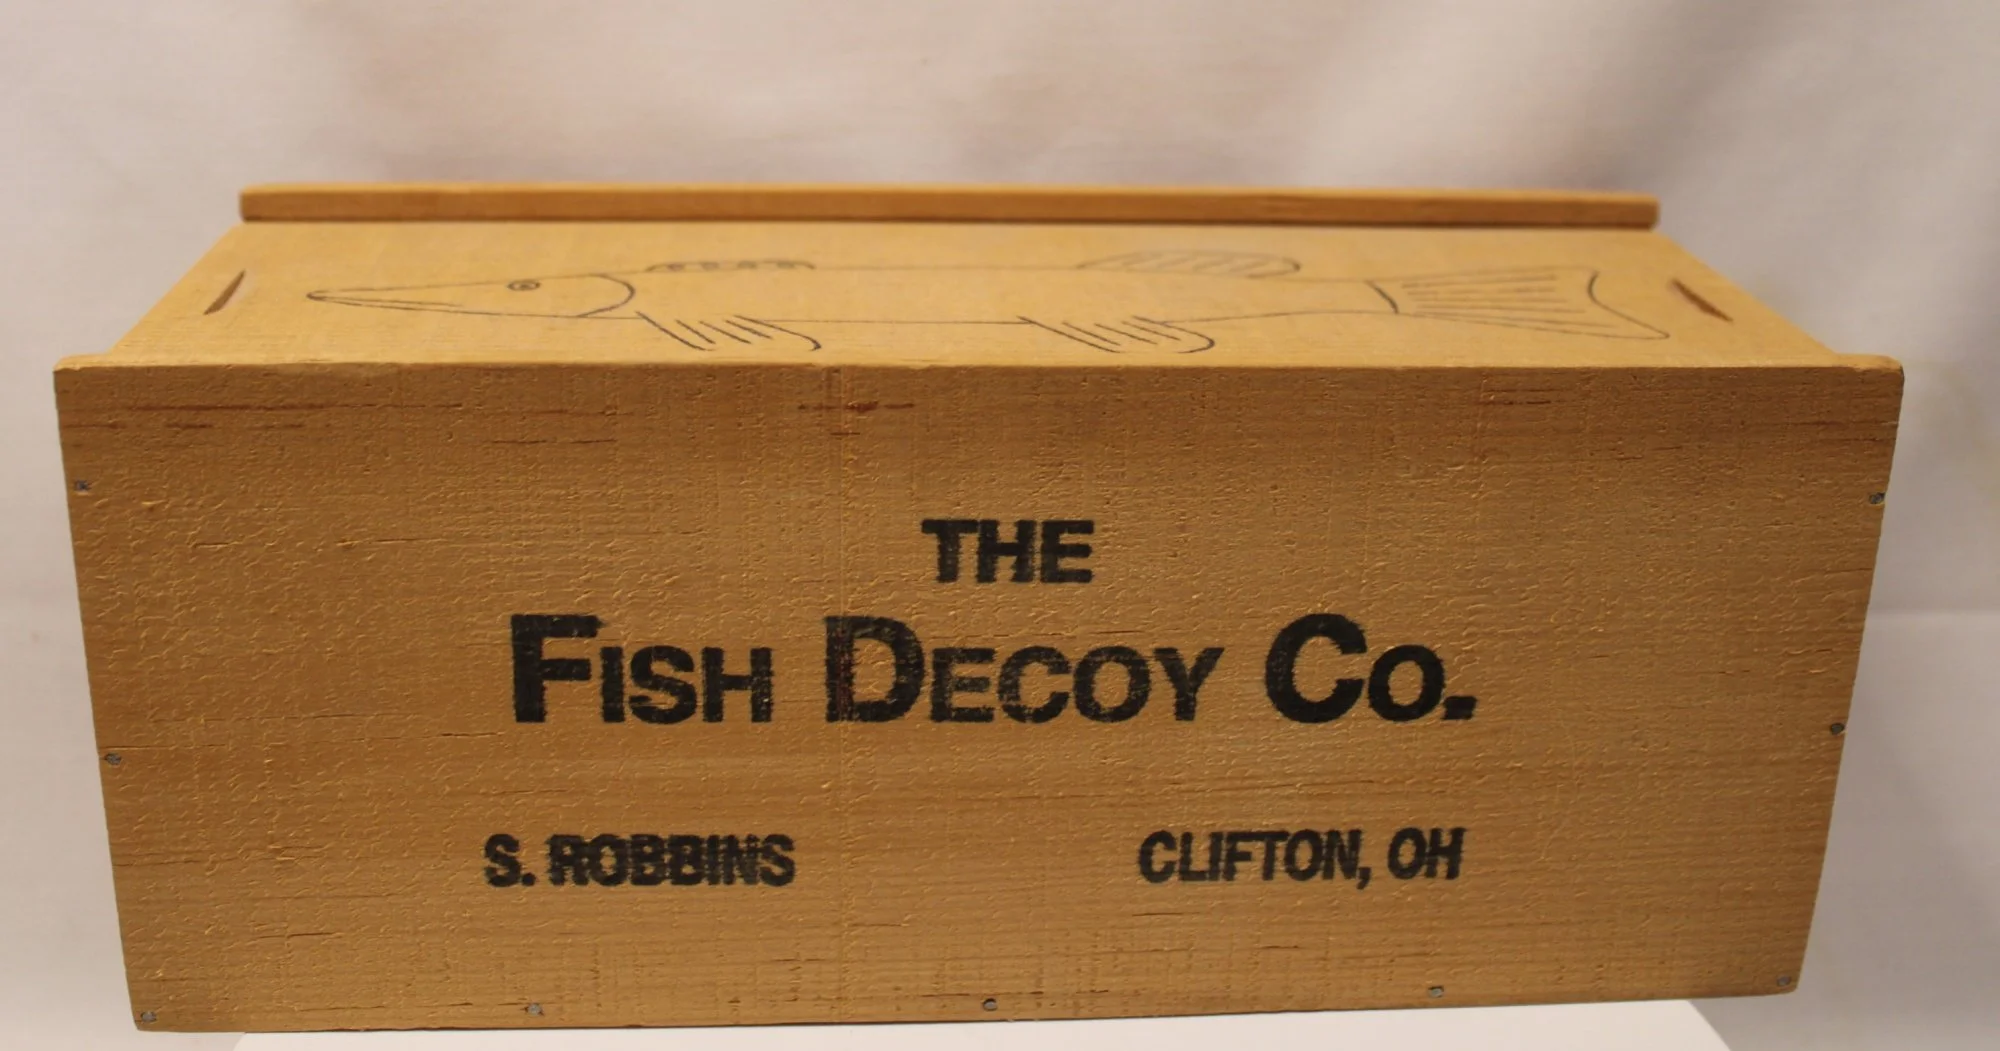 THE
FISH DECOY CO.
S. ROBBINS CLIFTON, OH